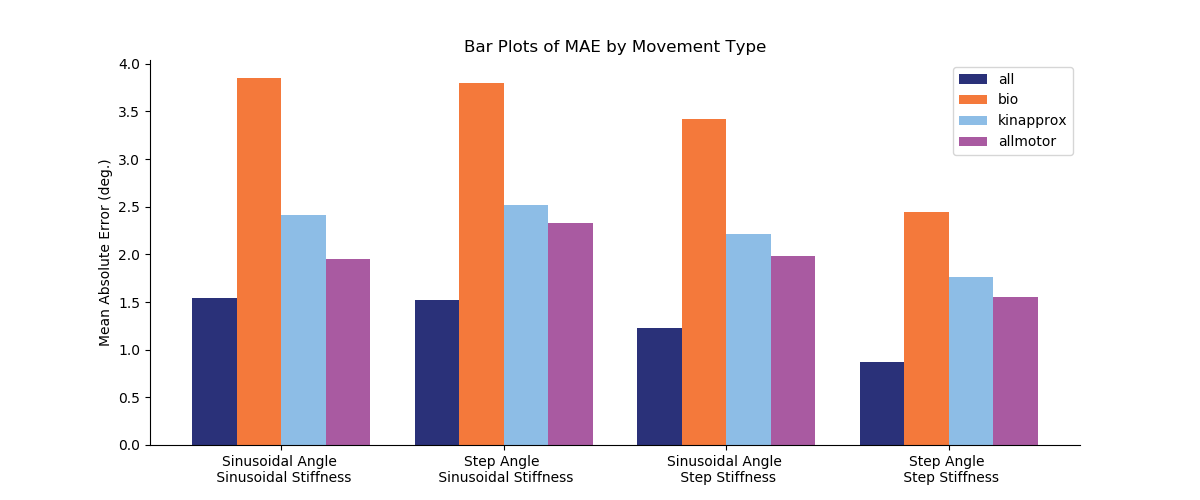 Bar Plots of MAE by Movement Type
Mean Absolute Error (deg.)
4.0
3.5
3.0
2.5
2.0
1.5
1.0
0.5
0.0
all
bio
kinapprox
allmotor
Sinusoidal Angle
Sinusoidal Stiffness
Step Angle
Sinusoidal Stiffness
Sinusoidal Angle
Step Stiffness
Step Angle
Step Stiffness